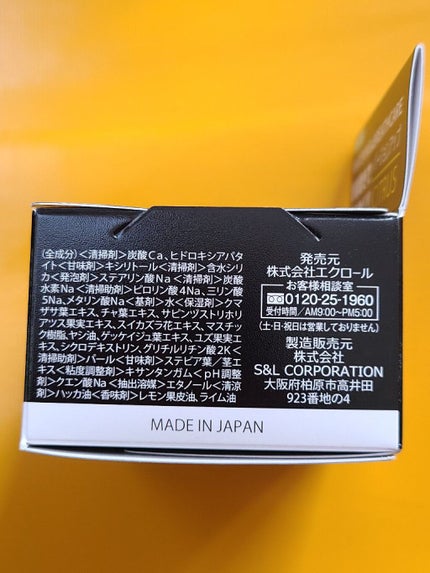 (全成分)<清掃剤>炭酸Ca、ヒドロキシアパタ
イト<甘味剤>キシリトール<清掃剤>含水シリ
カ<発泡剤>ステアリン酸Na<清掃剤>炭酸
水素Na<清掃助剤>ピロリン酸4Na、三リン酸
5Na、メタリン酸Na<基剤>水<保湿剤>クマ
ザサ葉エキス、チャ葉エキス、サピンヅストリホリ
アツス果実エキス、スイカズラ花エキス、マスチッ
ク樹脂、ヤシ油、ゲッケイジュ葉エキス、ユズ果実エ
キス、シクロデキストリン、グリチルリチン酸2K<
清掃助剤>パール<甘味剤>ステビア葉/茎エ
キス<粘度調整剤>キサンタンガム<pH調整
剤>クエン酸Na<抽出溶媒>エタノール<清涼
剤>ハッカ油<香味剤>レモン果皮油、ライム油
発売元
株式会社エクロール
お客様相談室
0120-25-1960
受付時間/AM9:00~PM5:00
(土・日・祝日は営業しておりません)
製造販売元
株式会社
S&L CORPORATION
大阪府柏原市高井田
923番地の4
MADE IN JAPAN